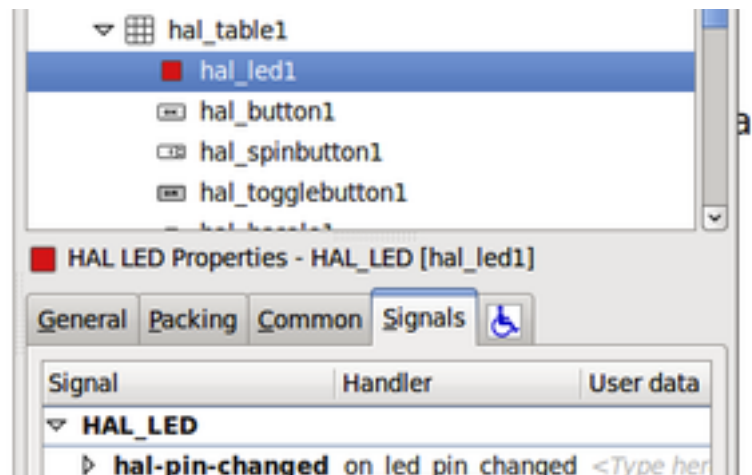 hal_table1
hal_led1
hal_button1
hal_spinbutton1
hal_togglebutton1
HAL LED Properties - HAL_LED [hal_led1]
General Packing Common Signals
Signal Handler User data
HAL_LED
hal-pin-changed on_led_pin_changed <Type her